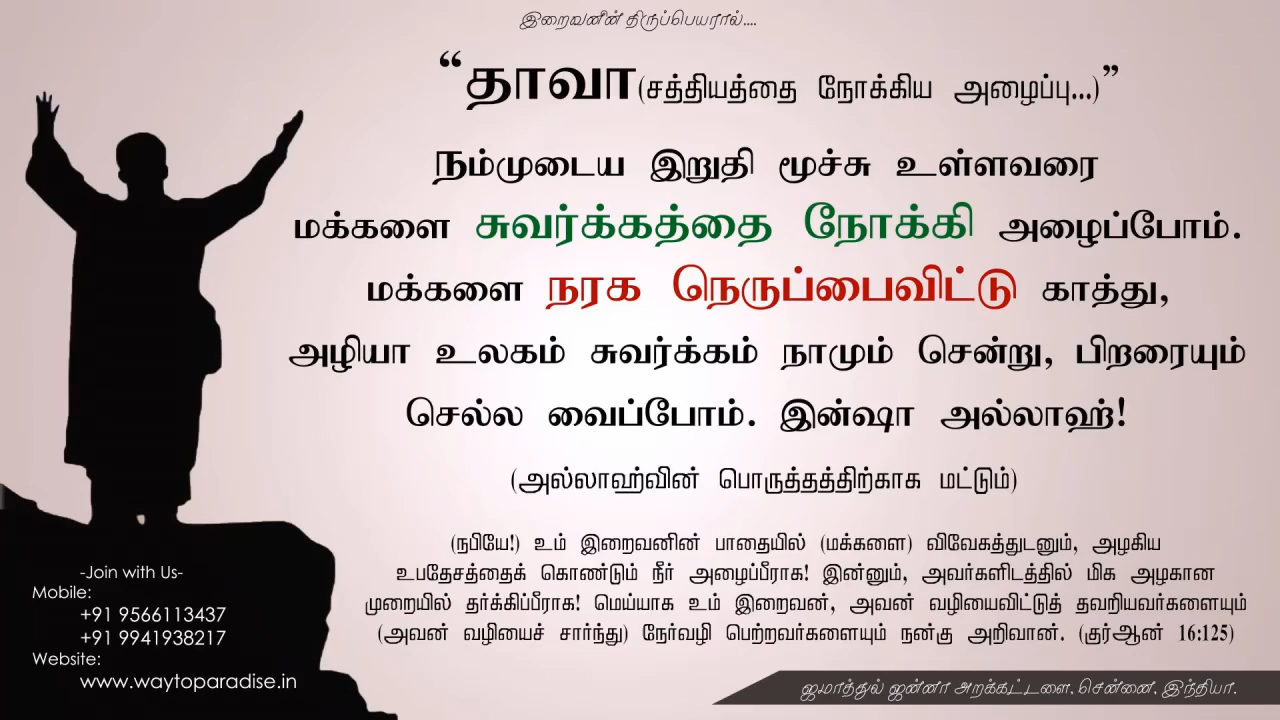 இறைவனின் திருப்பெயரால்....
“தாவா(சத்தியத்தை நோக்கிய அழைப்பு...)”
நம்முடைய இறுதி மூச்சு உள்ளவரை
மக்களை சுவர்க்கத்தை நோக்கி அழைப்போம்.
மக்களை நரக நெருப்பைவிட்டு காத்து,
அழியா உலகம் சுவர்க்கம் நாமும் சென்று, பிறரையும்
செல்ல வைப்போம். இன்ஷா அல்லாஹ்!
(அல்லாஹ்வின் பொருத்தத்திற்காக மட்டும்)
(நபியே!) உம் இறைவனின் பாதையில் (மக்களை) விவேகத்துடனும், அழகிய
உபதேசத்தைக் கொண்டும் நீர் அழைப்பீராக! இன்னும், அவர்களிடத்தில் மிக அழகான
முறையில் தர்க்கிப்பீராக! மெய்யாக உம் இறைவன், அவன் வழியைவிட்டுத் தவறியவர்களையும்
(அவன் வழியைச் சார்ந்து) நேர்வழி பெற்றவர்களையும் நன்கு அறிவான். (குர்ஆன் 16:125)
-Join with Us-
Mobile:
+91 9566113437
+91 9941938217
Website:
www.waytoparadise.in
ஜமாத்துல் ஜன்னா அறக்கட்டளை, சென்னை, இந்தியா.